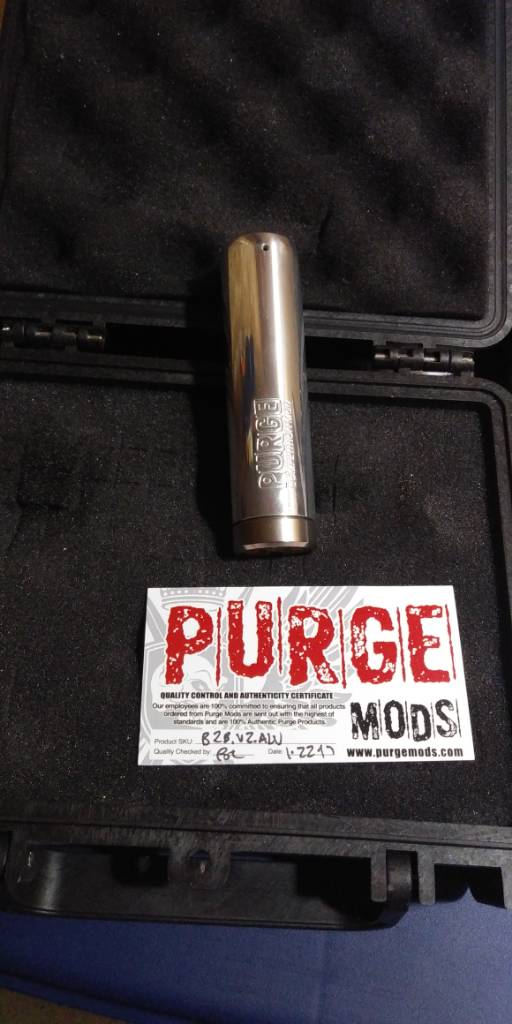 PURGE
PURGE
MODS
QUALITY CONTROL AND AUTHENTICITY CERTIFICATE
Our employees are 100% committed to ensuring that all products
ordered from Purge Mods are sent out with the highest of
standards and are 100% Authentic Purge Products.
Product SKU: B2B.V2.ALU
Quality Checked by: Date:
www.purgemods.com